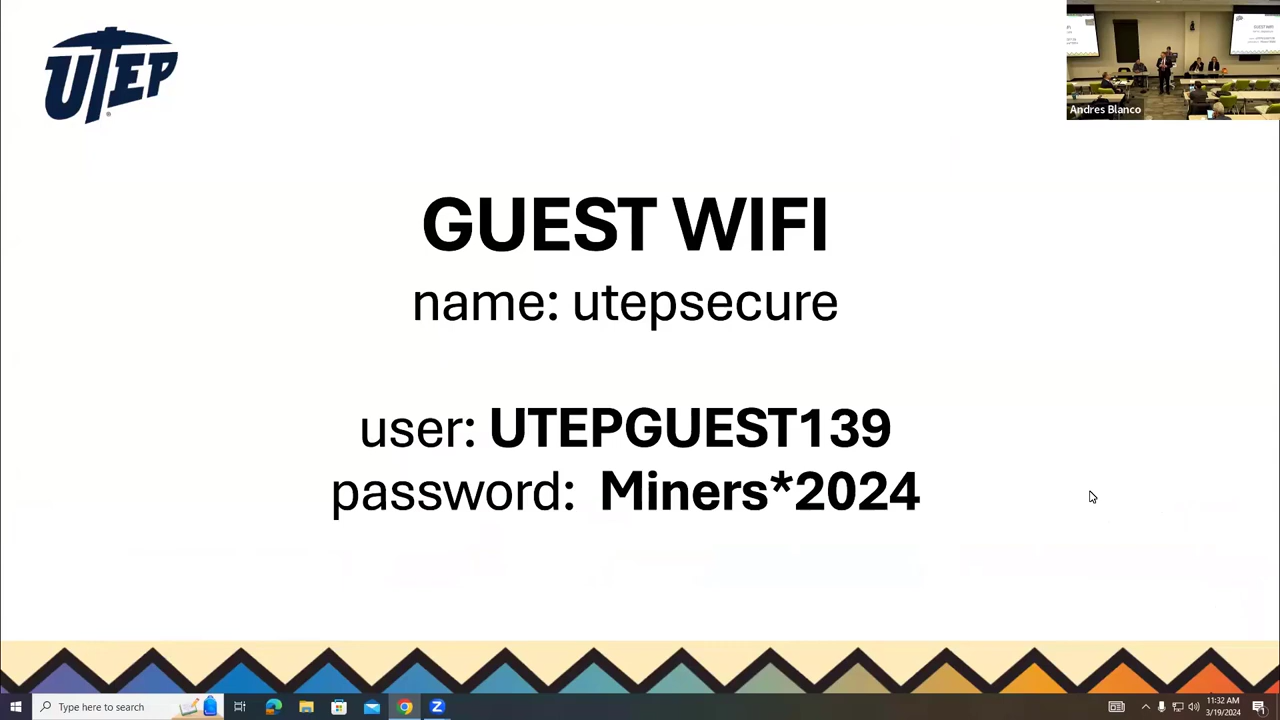 UTEP
Andres Blanco
GUEST WIFI
name: utepsecure
user: UTEPGUEST139
password: Miners*2024
Type here to search
11:32 AM
3/19/2024